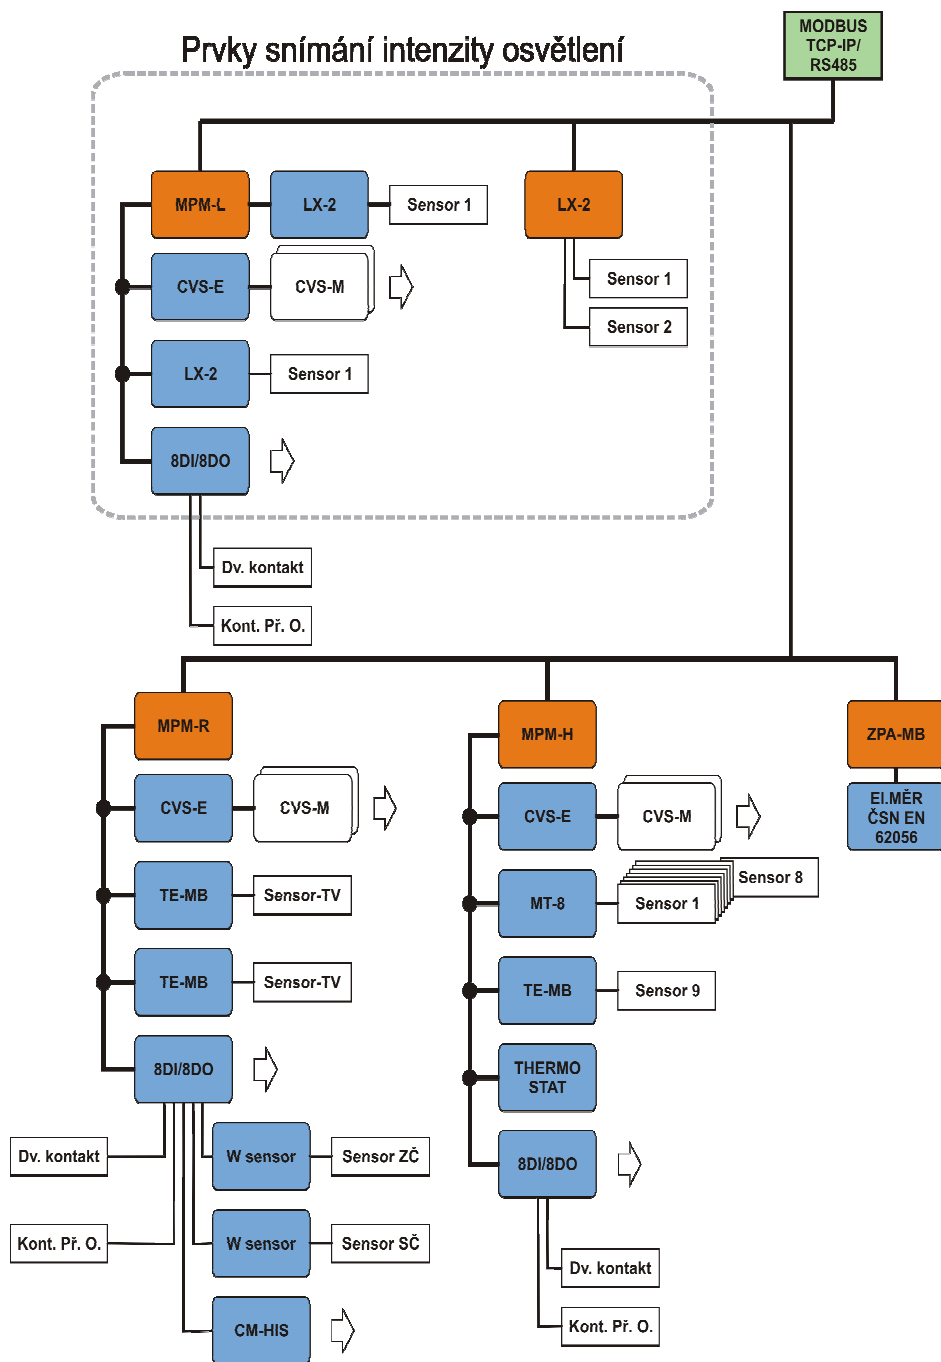 Prvky snímání intenzity osvětlení
MODBUS
TCP-IP/
RS485
MPM-L
LX-2
Sensor 1
LX-2
CVS-E
CVS-M
Sensor 1
Sensor 2
LX-2
Sensor 1
8DI/8DO
Dv. kontakt
Kont. Př. O.
MPM-R
MPM-H
ZPA-MB
CVS-E
CVS-M
CVS-E
CVS-M
El.MĚR
ČSN EN
62056
TE-MB
Sensor-TV
MT-8
Sensor 1
Sensor 8
TE-MB
Sensor-TV
TE-MB
Sensor 9
8DI/8DO
THERMO
STAT
Dv. kontakt
W sensor
Sensor ZČ
8DI/8DO
Kont. Př. O.
W sensor
Sensor SČ
Dv. kontakt
CM-HIS
Kont. Př. O.